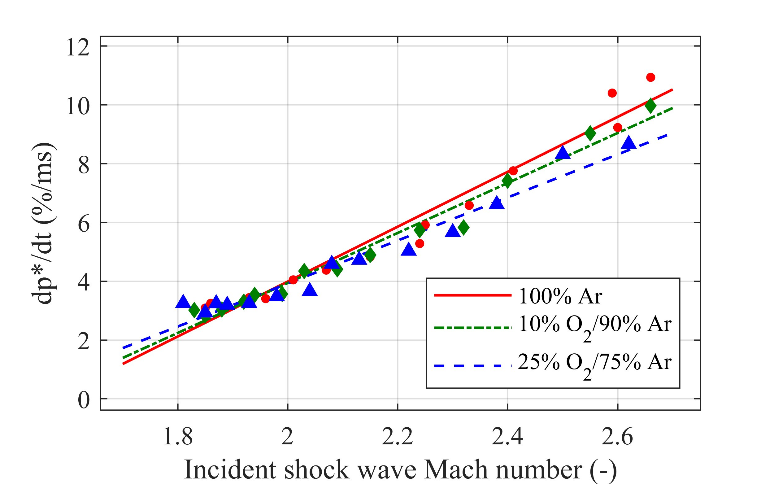 12
10
8
6
4
2
0
dp*/dt (%/ms)
100% Ar
10% O₂/90% Ar
25% O₂/75% Ar
1.8 2 2.2 2.4 2.6
Incident shock wave Mach number (-)